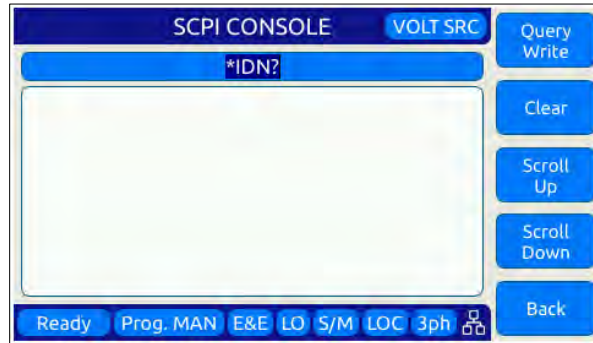 SCPI CONSOLE
VOLT SRC
*IDN?
Query
Write
Clear
Scroll
Up
Scroll
Down
Back
Ready Prog. MAN E&E LO S/M LOC 3ph